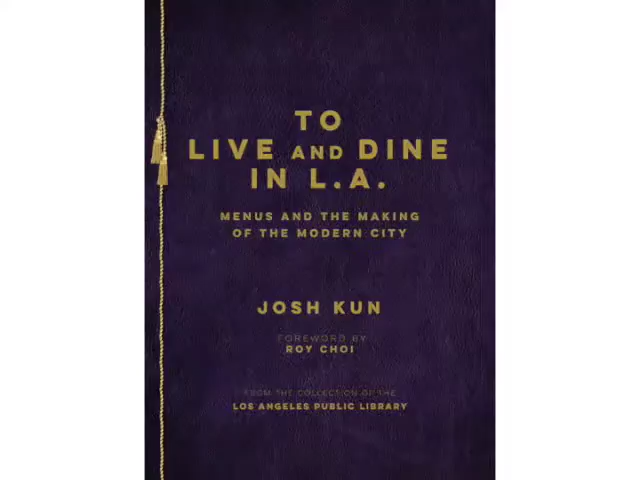 TO
LIVE AND DINE
IN L.A.
MENUS AND THE MAKING
OF THE MODERN CITY
JOSH KUN
FOREWORD BY
ROY CHOI
FROM THE COLLECTION OF THE
LOS ANGELES PUBLIC LIBRARY